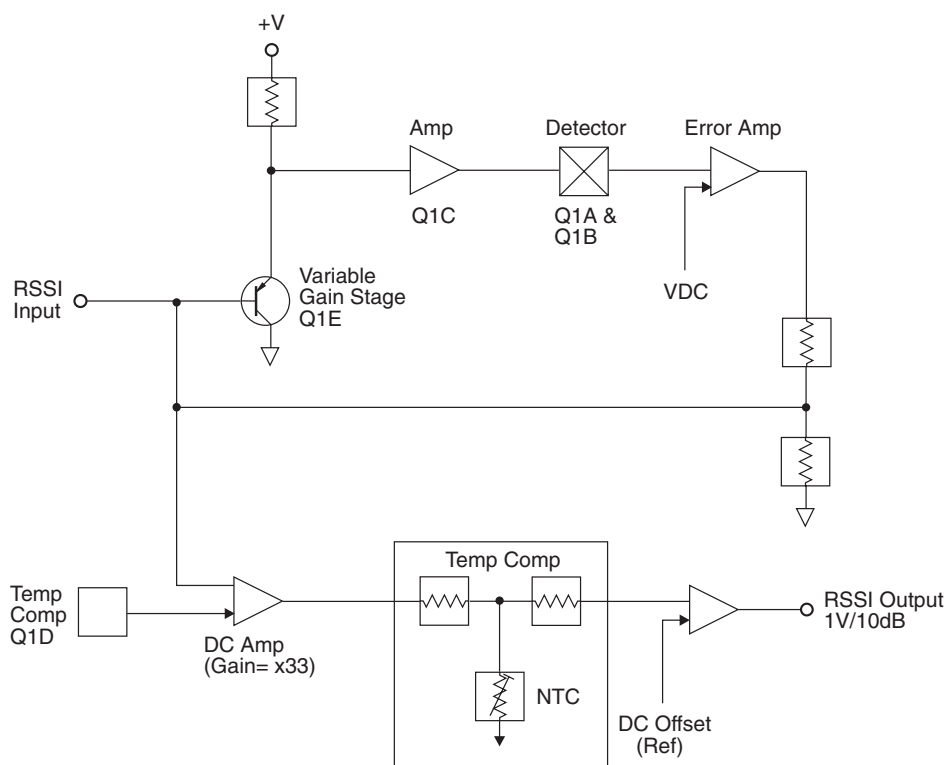 +V
Amp
Detector
Error Amp
Q1C
Q1A &
Q1B
VDC
RSSI
Input
Variable
Gain Stage
Q1E
Temp Comp
Temp
Comp
Q1D
DC Amp
(Gain= x33)
NTC
DC Offset
(Ref)
RSSI Output
1V/10dB